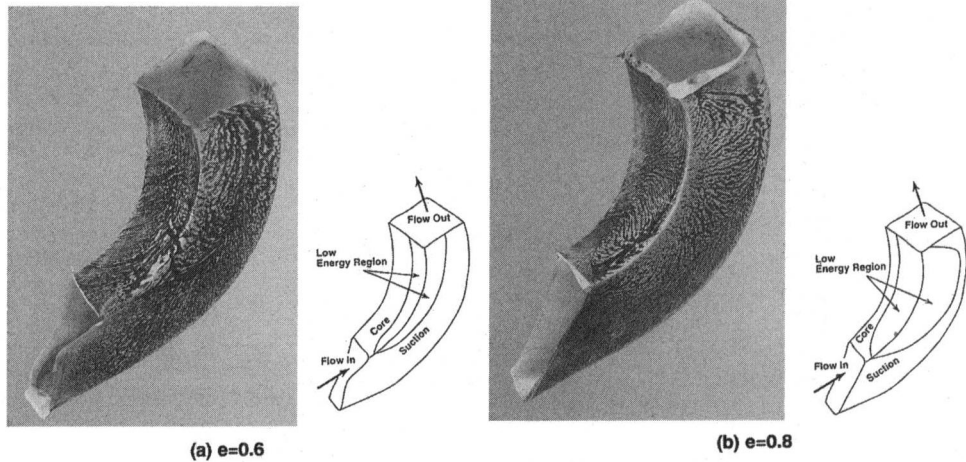 Flow Out
Low
Energy Region
Core
Suction
Flow In
(a) e=0.6
Flow Out
Low
Energy Region
Core
Suction
Flow In
(b) e=0.8